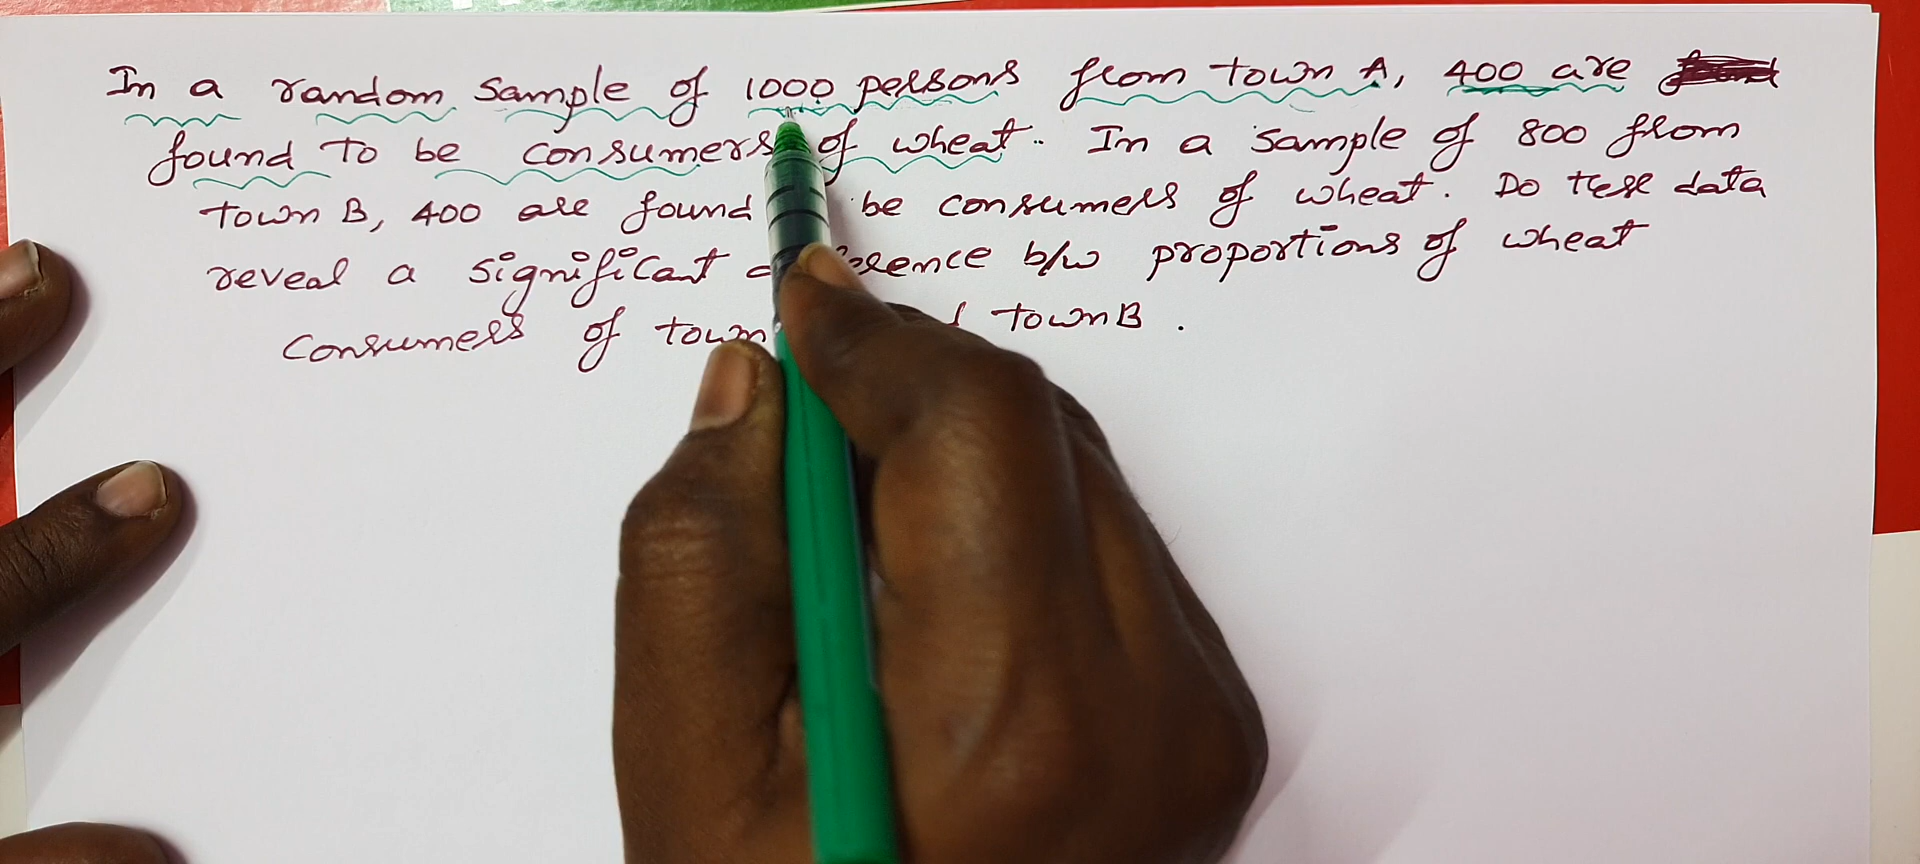 In a random sample of 1000 persons from town A, 400 are
found to be consumers of wheat. In a sample of 800 from
town B, 400 are found be consumers of wheat. Do these data
reveal a significant b/w proportions of wheat
consumers of town town B.